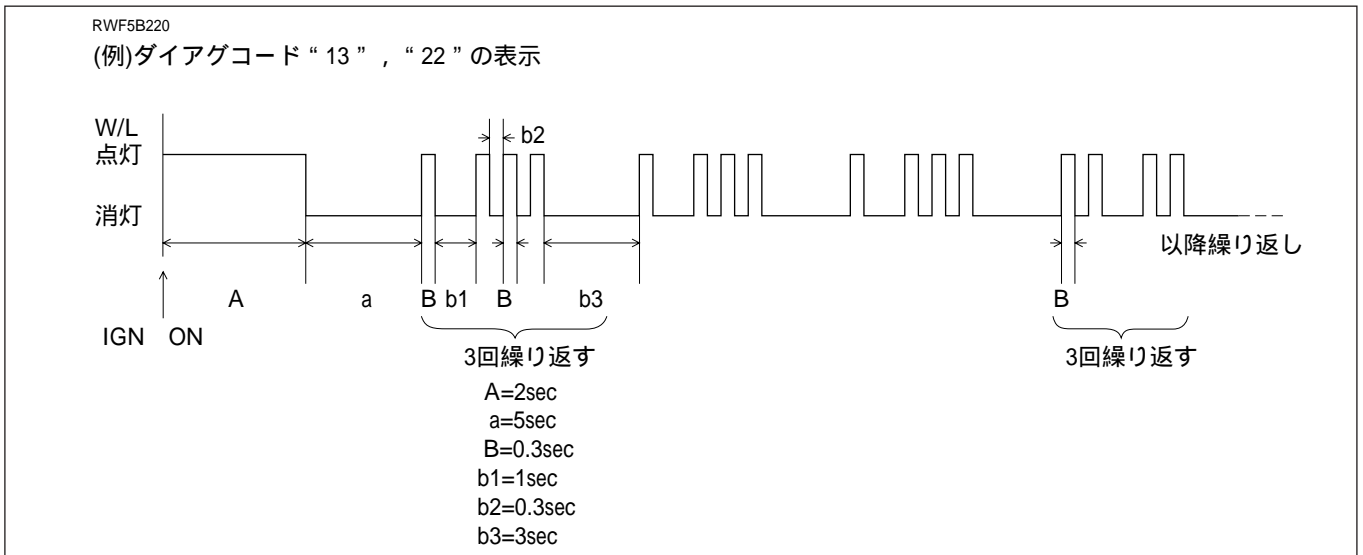 RWF5B220
(例)ダイアグコード“13”,“22”の表示
W/L
点灯
b2
消灯
以降繰り返し
A
a
B
b1
B
b3
B
IGN ON
3回繰り返す
3回繰り返す
A=2sec
a=5sec
B=0.3sec
b1=1sec
b2=0.3sec
b3=3sec